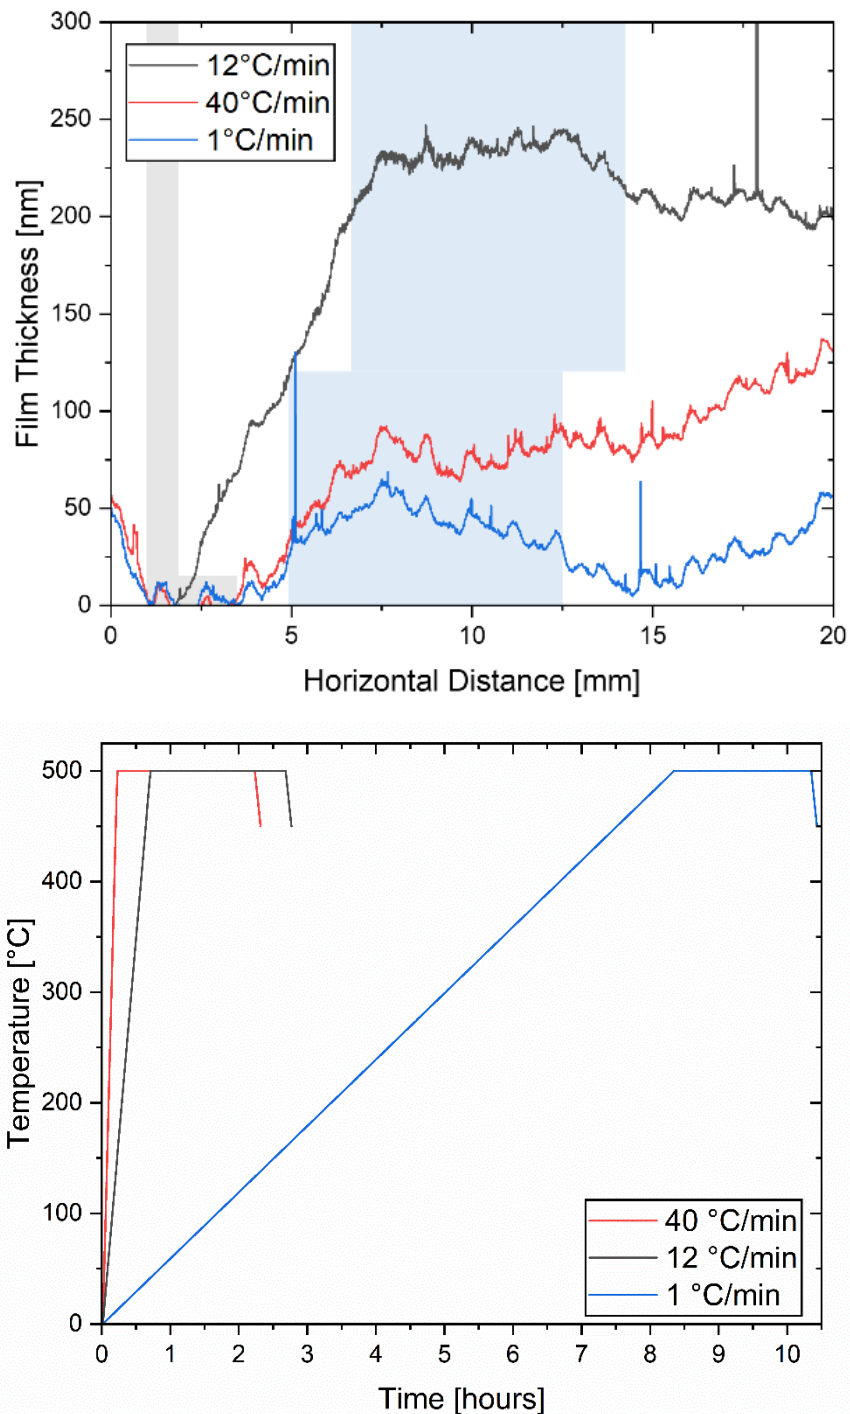 300
250
200
150
100
50
0
Film Thickness [nm]
12°C/min
40°C/min
1°C/min
0
5
10
15
20
Horizontal Distance [mm]
500
400
300
200
100
0
Temperature [°C]
40 °C/min
12 °C/min
1 °C/min
0
1
2
3
4
5
6
7
8
9
10
Time [hours]